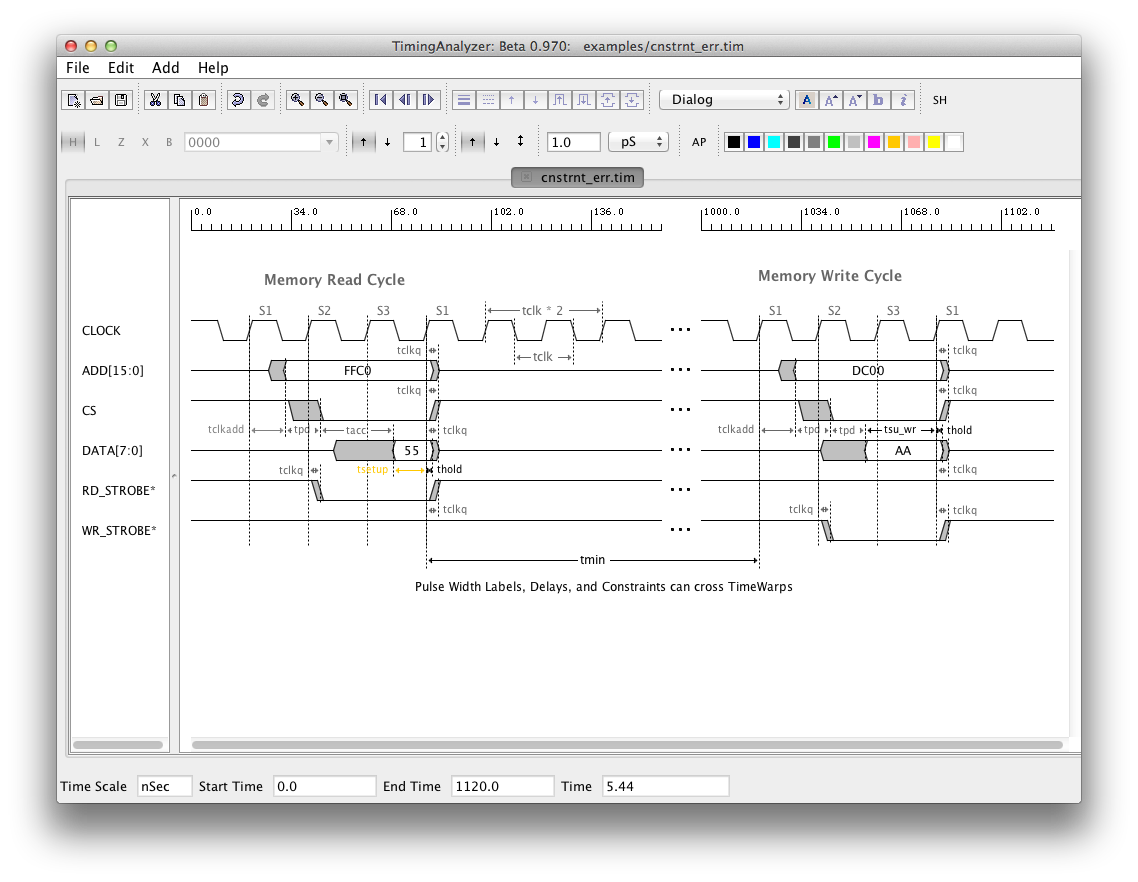 TimingAnalyzer: Beta 0.970: examples/cnstrnt_err.tim
File Edit Add Help
Dialog A A A b i SH
H L Z X B 0000 1 1.0 pS AP
cnstrnt_err.tim
0.0 34.0 68.0 102.0 136.0 1000.0 1034.0 1068.0 1102.0
Memory Read Cycle Memory Write Cycle
S1 S2 S3 S1 tclk * 2 S1 S2 S3 S1
CLOCK
tclkq tclk tclkq
ADD[15:0] FFC0 DC00
tclkq tclkq
CS
tclkadd tpd tacc tclkq tclkadd tpd tpd tsu_wr thold
DATA[7:0] 55 AA
tclkq tsetup thold tclkq
RD_STROBE*
tclkq tclkq tclkq
WR_STROBE*
tmin
Pulse Width Labels, Delays, and Constraints can cross TimeWarps
Time Scale nSec Start Time 0.0 End Time 1120.0 Time 5.44